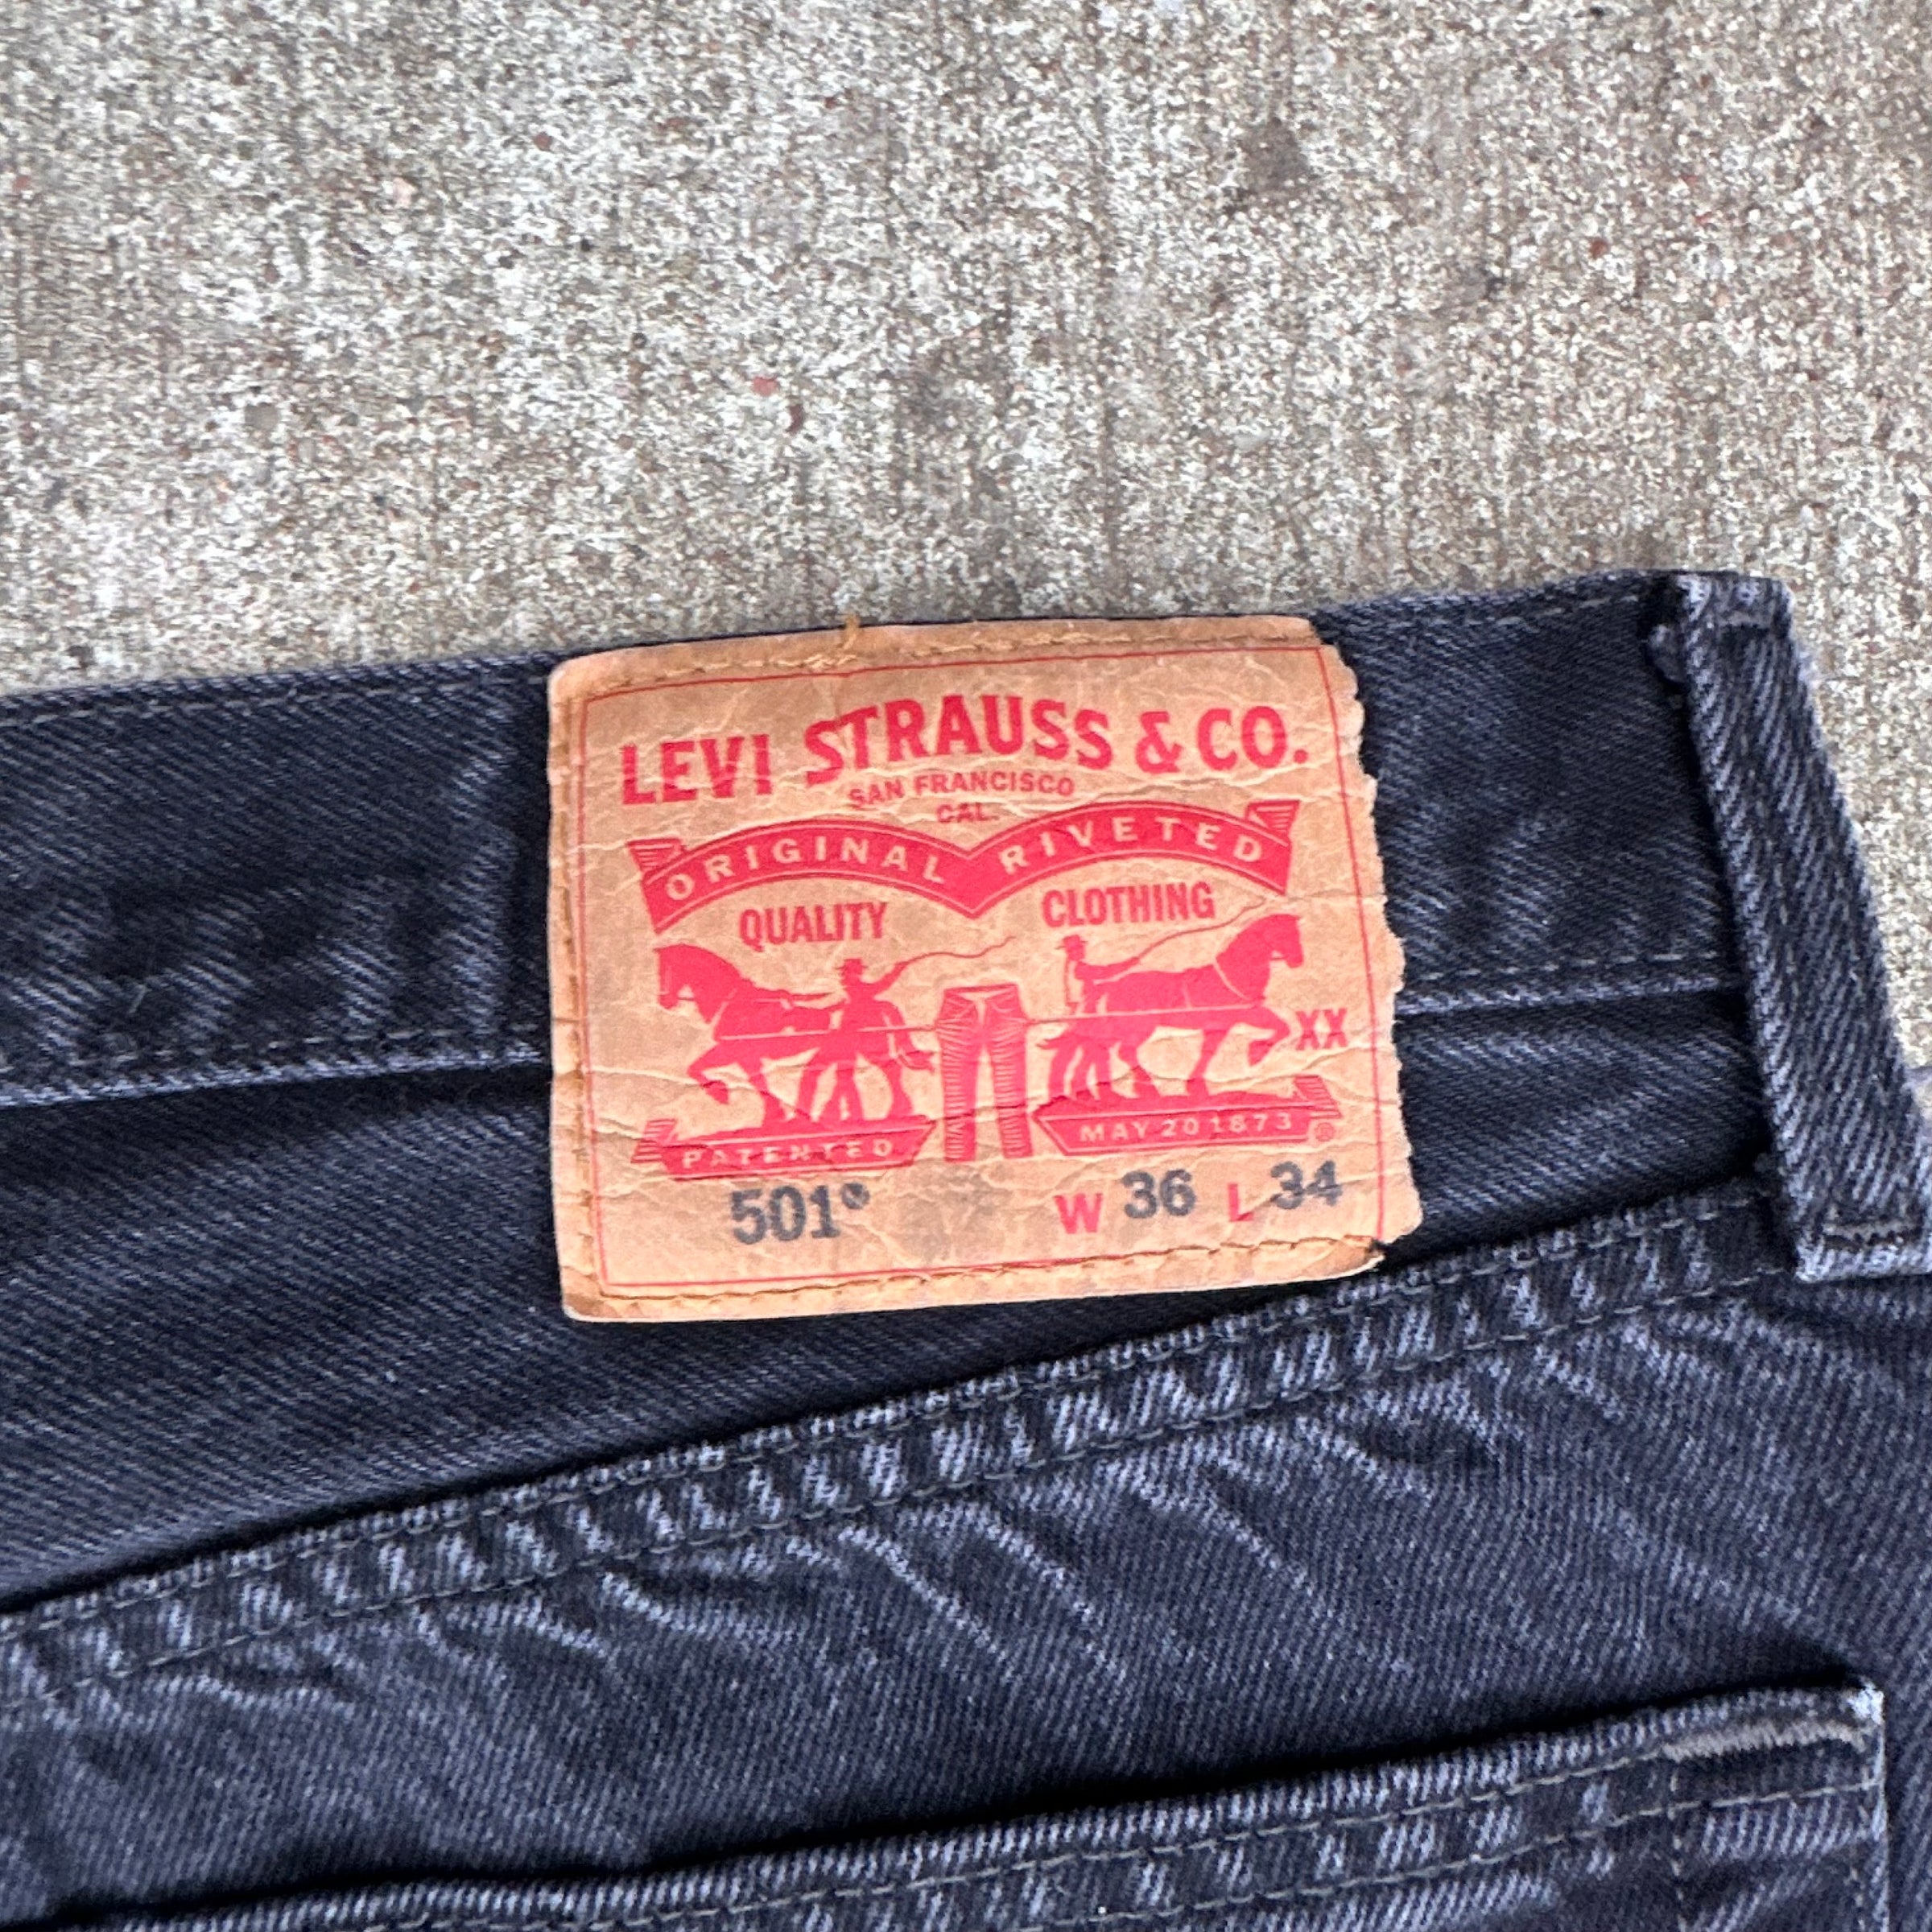 LEVI STRAUSS & CO.
SAN FRANCISCO
CAL.
ORIGINAL RIVETED
QUALITY CLOTHING
XX
PATENTED MAY 20 1873 ®
501® W 36 L 34